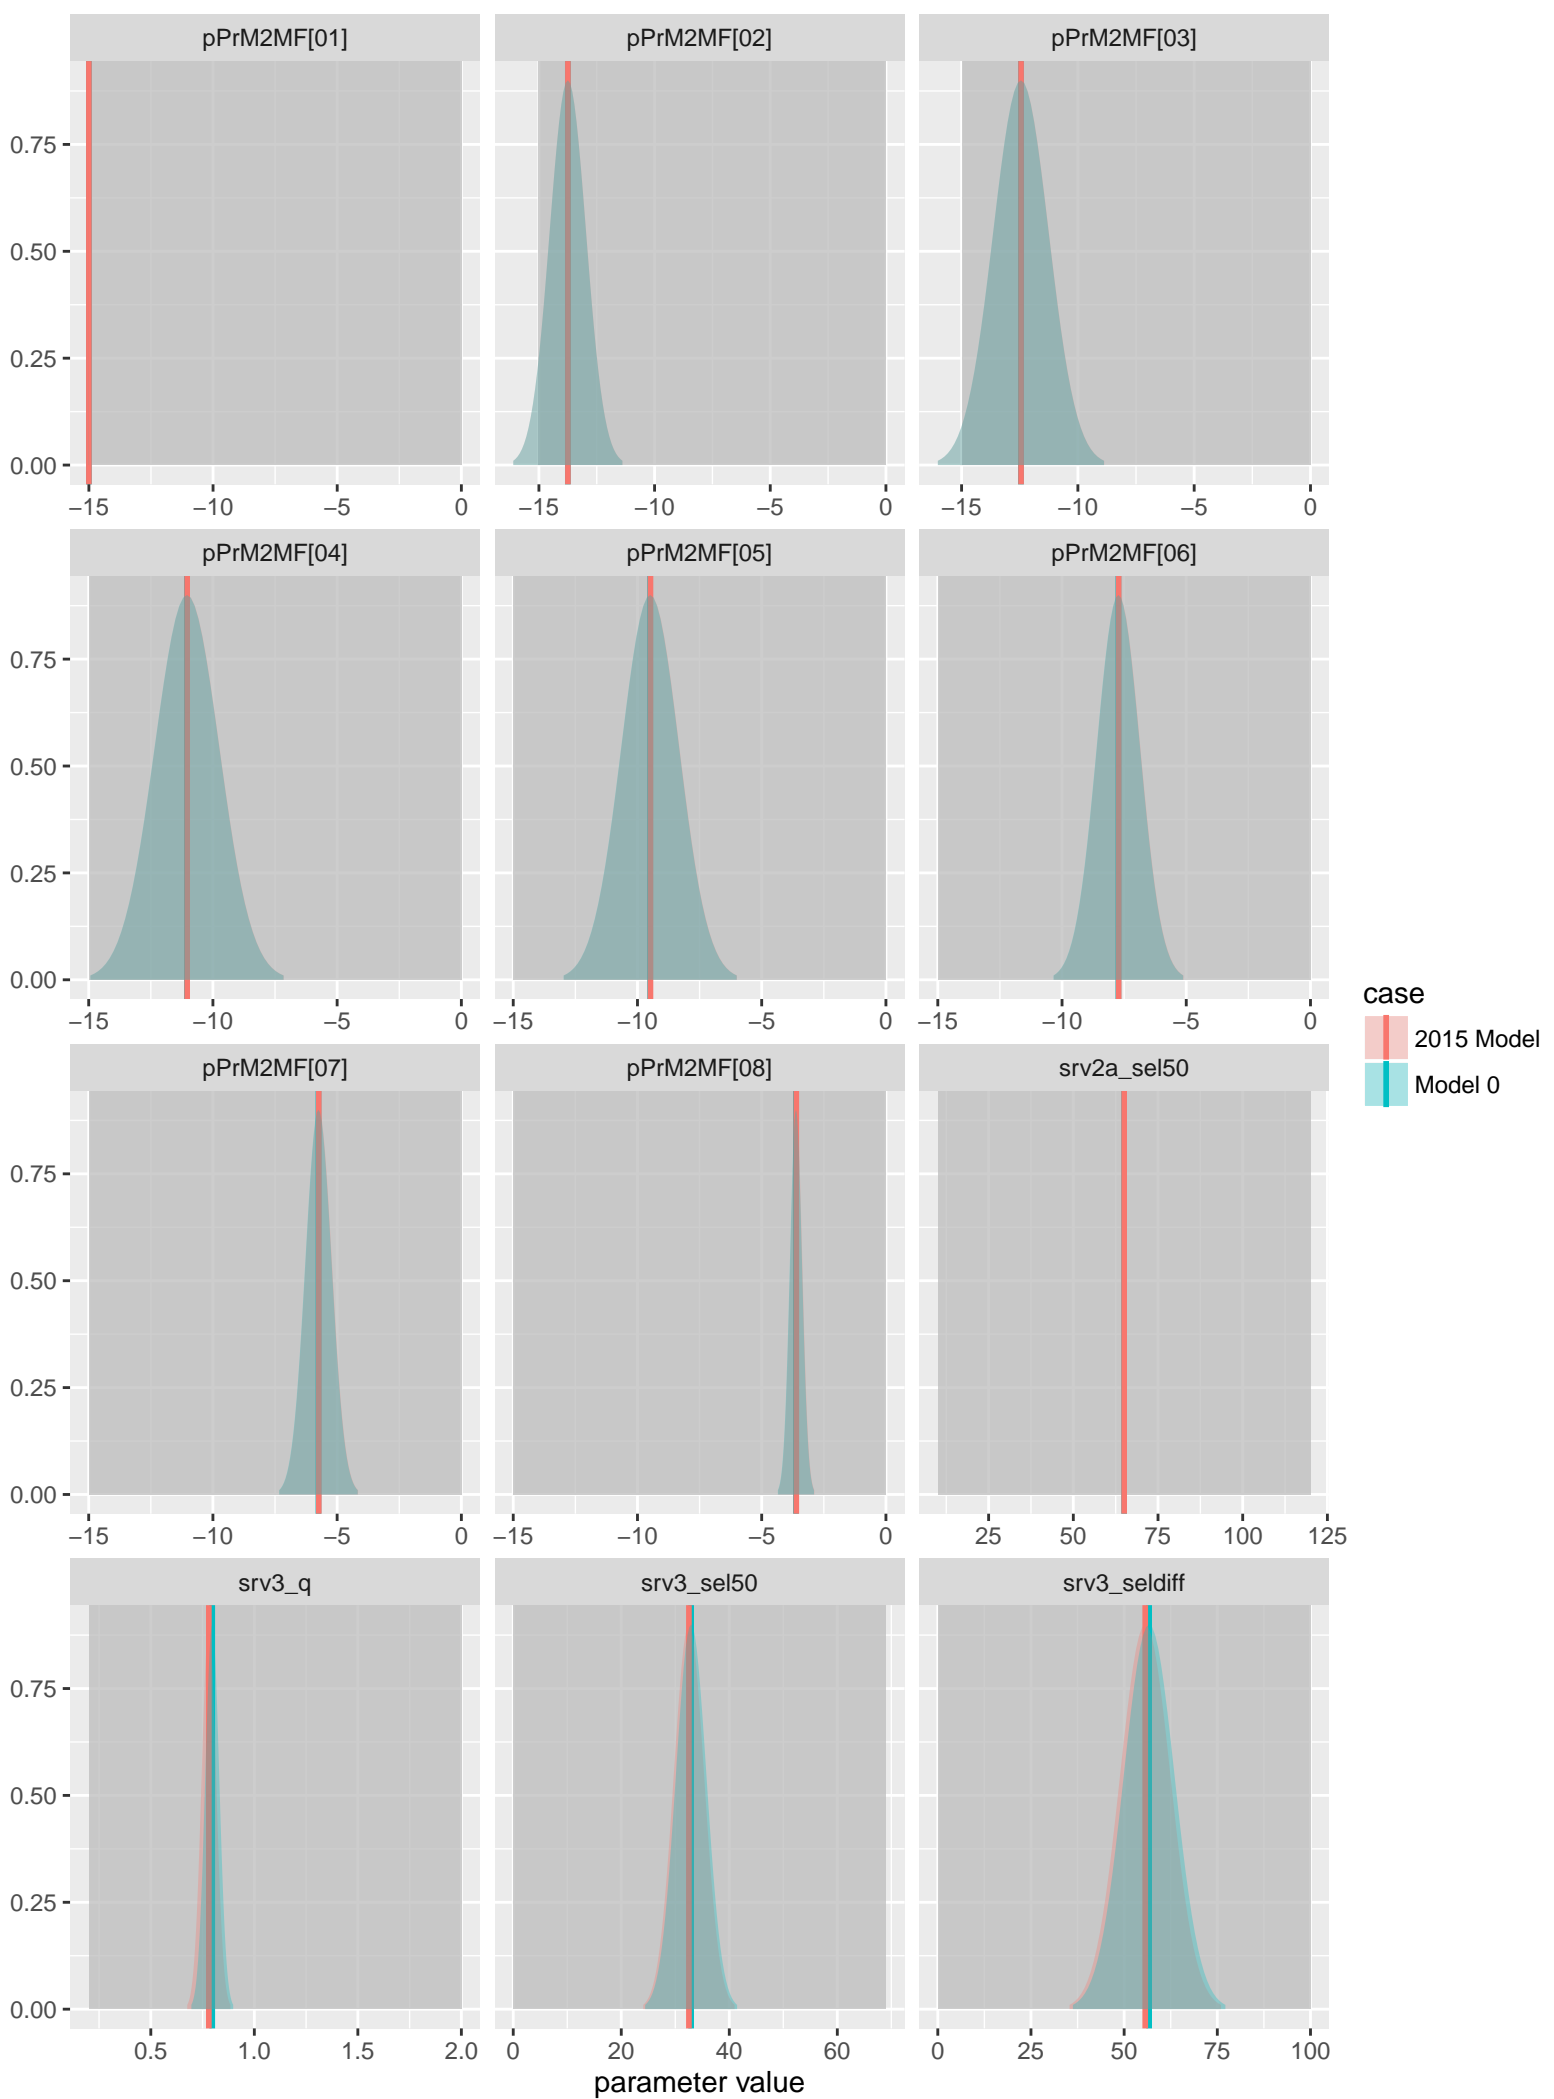 pPrM2MF[01] pPrM2MF[02] pPrM2MF[03]
0.75
0.50
0.25
0.00
−15 −10 −5 0 −15 −10 −5 0 −15 −10 −5 0
pPrM2MF[04] pPrM2MF[05] pPrM2MF[06]
0.75
0.50
0.25
0.00
−15 −10 −5 0 −15 −10 −5 0 −15 −10 −5 0
case
2015 Model
Model 0
pPrM2MF[07] pPrM2MF[08] srv2a_sel50
0.75
0.50
0.25
0.00
−15 −10 −5 0 −15 −10 −5 0 25 50 75 100 125
srv3_q srv3_sel50 srv3_seldiff
0.75
0.50
0.25
0.00
0.5 1.0 1.5 2.0 0 20 40 60 0 25 50 75 100
parameter value